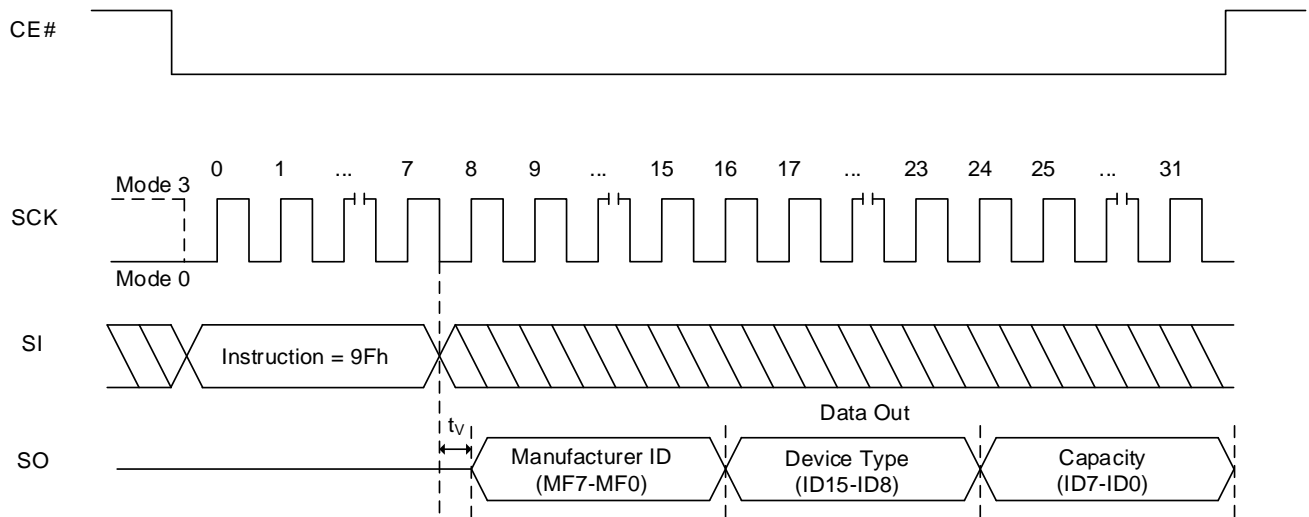 CE#
0 1 ... 7 8 9 ... 15 16 17 ... 23 24 25 ... 31
Mode 3
SCK
Mode 0
SI
Instruction = 9Fh
Data Out
tV
SO
Manufacturer ID
(MF7-MF0)
Device Type
(ID15-ID8)
Capacity
(ID7-ID0)